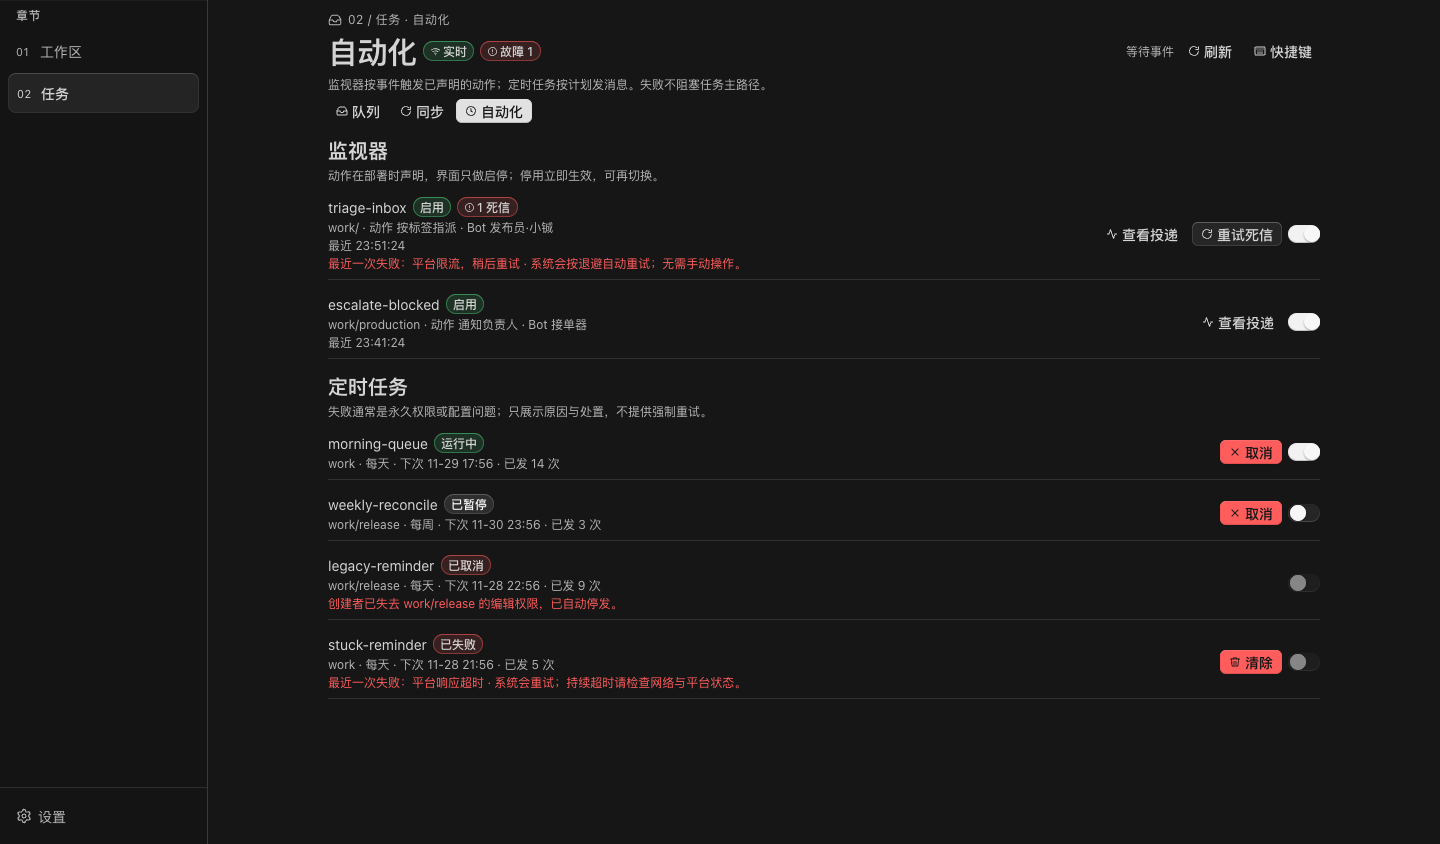 章节
01 工作区
02 任务
设置
02 / 任务 · 自动化
自动化 实时 故障 1
等待事件 刷新 快捷键
监视器按事件触发已声明的动作；定时任务按计划发消息。失败不阻塞任务主路径。
队列 同步 自动化
监视器
动作在部署时声明，界面只做启停；停用立即生效，可再切换。
triage-inbox 启用 1 死信
work/ · 动作 按标签指派 · Bot 发布员·小钺
最近 23:51:24
最近一次失败：平台限流，稍后重试 · 系统会按退避自动重试；无需手动操作。
查看投递 重试死信
escalate-blocked 启用
work/production · 动作 通知负责人 · Bot 接单器
最近 23:41:24
查看投递
定时任务
失败通常是永久权限或配置问题；只展示原因与处置，不提供强制重试。
morning-queue 运行中
work · 每天 · 下次 11-29 17:56 · 已发 14 次
取消
weekly-reconcile 已暂停
work/release · 每周 · 下次 11-30 23:56 · 已发 3 次
取消
legacy-reminder 已取消
work/release · 每天 · 下次 11-28 22:56 · 已发 9 次
创建者已失去 work/release 的编辑权限，已自动停发。
stuck-reminder 已失败
work · 每天 · 下次 11-28 21:56 · 已发 5 次
最近一次失败：平台响应超时 · 系统会重试；持续超时请检查网络与平台状态。
清除